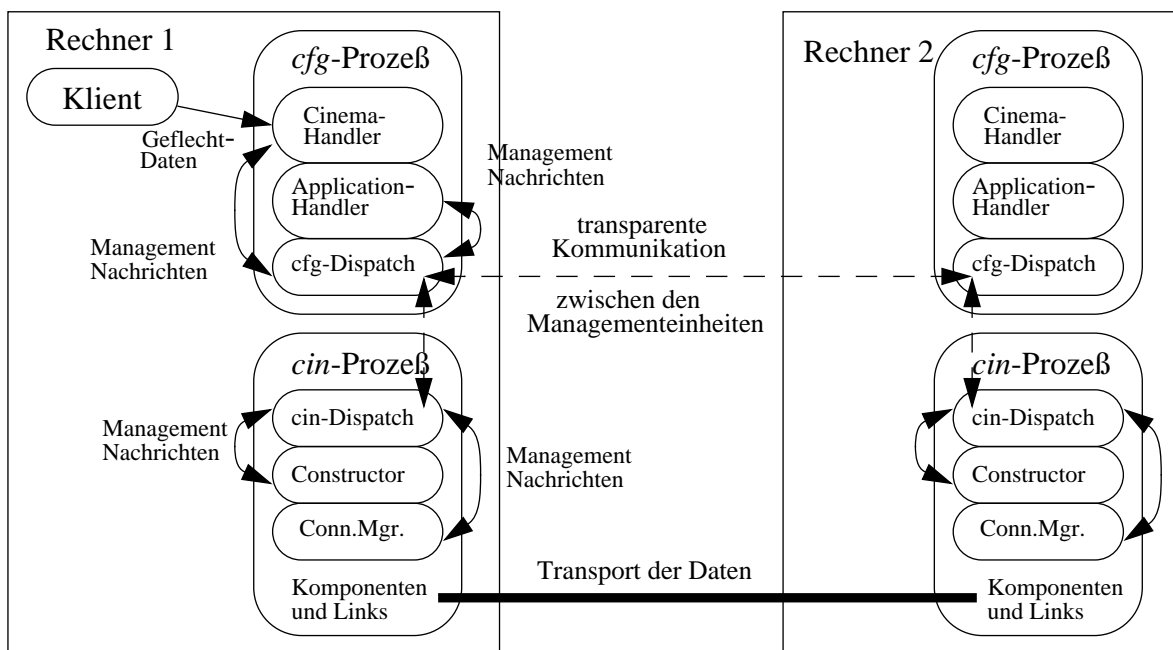 Rechner 1
cfg-Prozeß
Klient
Cinema-
Handler
Geflecht-
Daten
Application-
Handler
Management
Nachrichten
Management
Nachrichten
cfg-Dispatch
transparente
Kommunikation
zwischen den
Managementeinheiten
cin-Prozeß
cin-Dispatch
Management
Nachrichten
Constructor
Management
Nachrichten
Conn.Mgr.
Komponenten
und Links
Transport der Daten
Rechner 2
cfg-Prozeß
Cinema-
Handler
Application-
Handler
cfg-Dispatch
cin-Prozeß
cin-Dispatch
Constructor
Conn.Mgr.
Komponenten
und Links